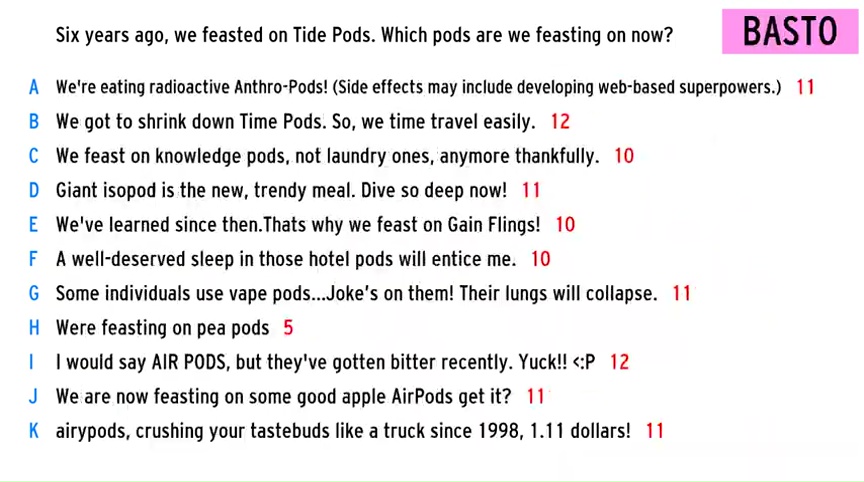 Six years ago, we feasted on Tide Pods. Which pods are we feasting on now?
BASTO
A We're eating radioactive Anthro-Pods! (Side effects may include developing web-based superpowers.) 11
B We got to shrink down Time Pods. So, we time travel easily. 12
C We feast on knowledge pods, not laundry ones, anymore thankfully. 10
D Giant isopod is the new, trendy meal. Dive so deep now! 11
E We've learned since then.Thats why we feast on Gain Flings! 10
F A well-deserved sleep in those hotel pods will entice me. 10
G Some individuals use vape pods...Joke's on them! Their lungs will collapse. 11
H Were feasting on pea pods 5
I I would say AIR PODS, but they've gotten bitter recently. Yuck!! <:P 12
J We are now feasting on some good apple AirPods get it? 11
K airypods, crushing your tastebuds like a truck since 1998, 1.11 dollars! 11